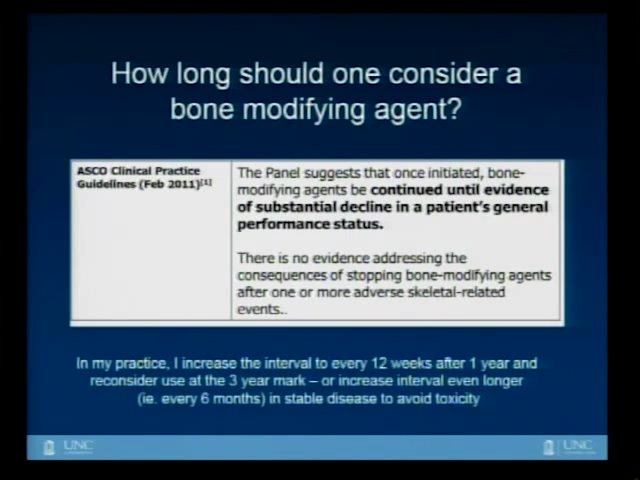 How long should one consider a
bone modifying agent?
ASCO Clinical Practice
Guidelines (Feb 2011)[1]
The Panel suggests that once initiated, bone-
modifying agents be continued until evidence
of substantial decline in a patient's general
performance status.
There is no evidence addressing the
consequences of stopping bone-modifying agents
after one or more adverse skeletal-related
events..
In my practice, I increase the interval to every 12 weeks after 1 year and
reconsider use at the 3 year mark – or increase interval even longer
(ie. every 6 months) in stable disease to avoid toxicity
UNC
UNC